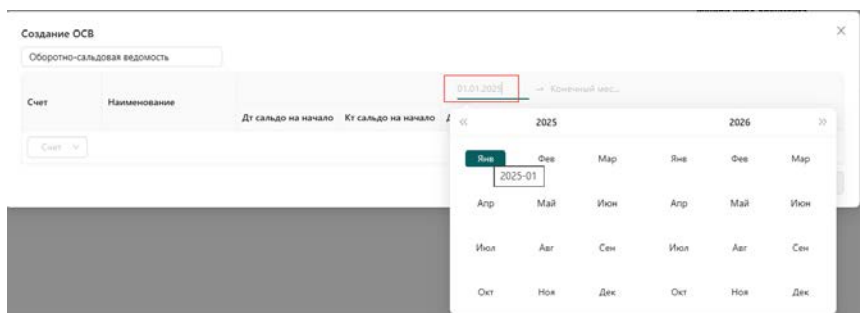 Создание ОСВ
Оборотно-сальдовая ведомость
01.01.2025 → Конечный мес...
Счет Наименование
Дт сальдо на начало Кт сальдо на начало
Счет
2025 2026
Янв Фев Мар Янв Фев Мар
2025-01
Апр Май Июн Апр Май Июн
Июл Авг Сен Июл Авг Сен
Окт Ноя Дек Окт Ноя Дек